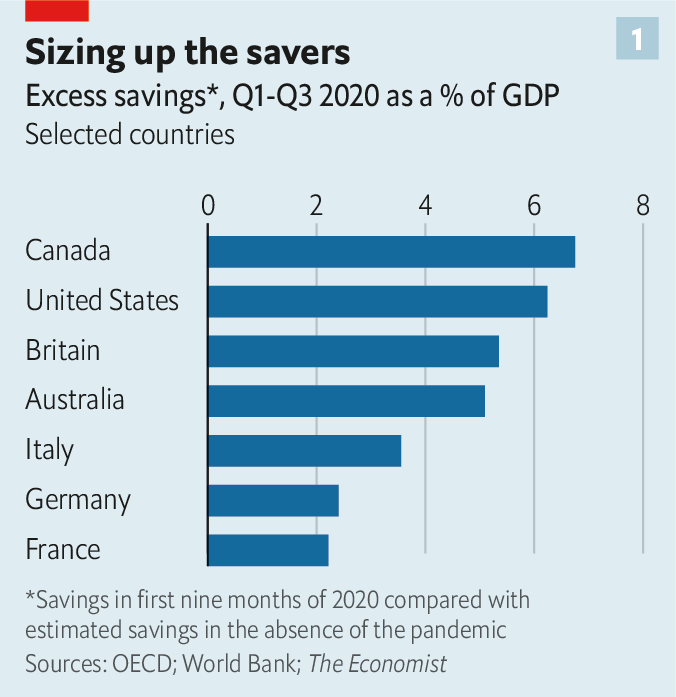 1
Sizing up the savers
Excess savings*, Q1-Q3 2020 as a % of GDP
Selected countries
0 2 4 6 8
Canada
United States
Britain
Australia
Italy
Germany
France
*Savings in first nine months of 2020 compared with
estimated savings in the absence of the pandemic
Sources: OECD; World Bank; The Economist